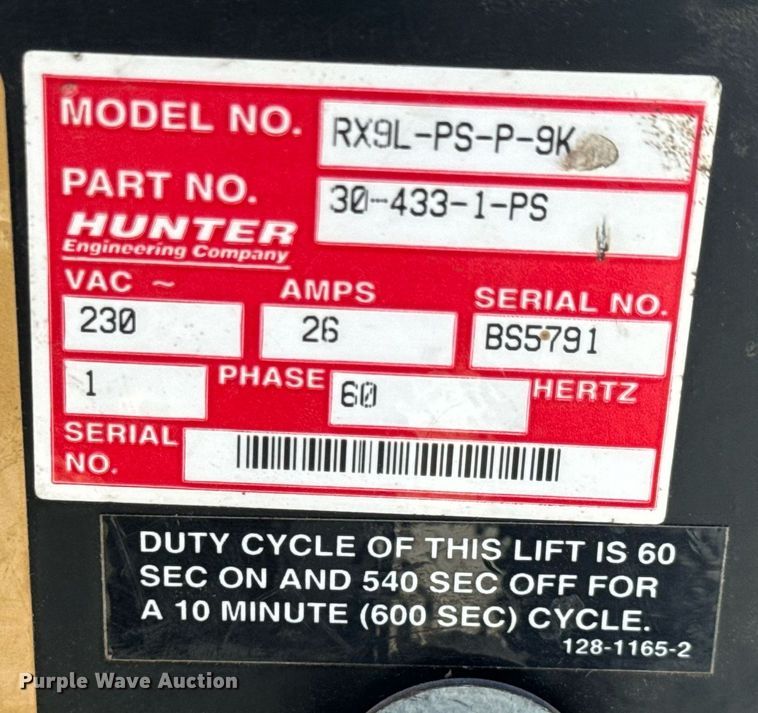 MODEL NO. RX9L-PS-P-9K
PART NO. 30-433-1-PS
HUNTER
Engineering Company
VAC ~ AMPS SERIAL NO.
230 26 BS5791
1 PHASE 60 HERTZ
SERIAL
NO.
DUTY CYCLE OF THIS LIFT IS 60
SEC ON AND 540 SEC OFF FOR
A 10 MINUTE (600 SEC) CYCLE.
128-1165-2
Purple Wave Auction